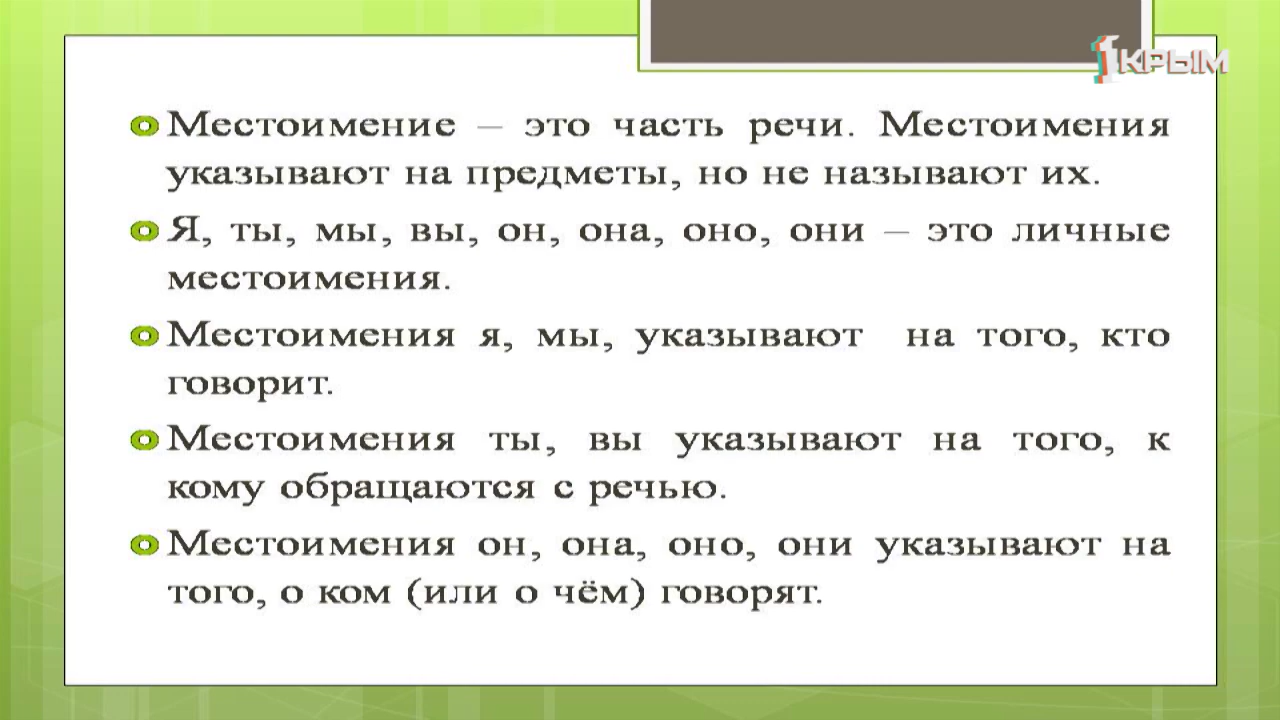 1КРЫМ
Местоимение – это часть речи. Местоимения
указывают на предметы, но не называют их.
Я, ты, мы, вы, он, она, оно, они – это личные
местоимения.
Местоимения я, мы, указывают на того, кто
говорит.
Местоимения ты, вы указывают на того, к
кому обращаются с речью.
Местоимения он, она, оно, они указывают на
того, о ком (или о чём) говорят.